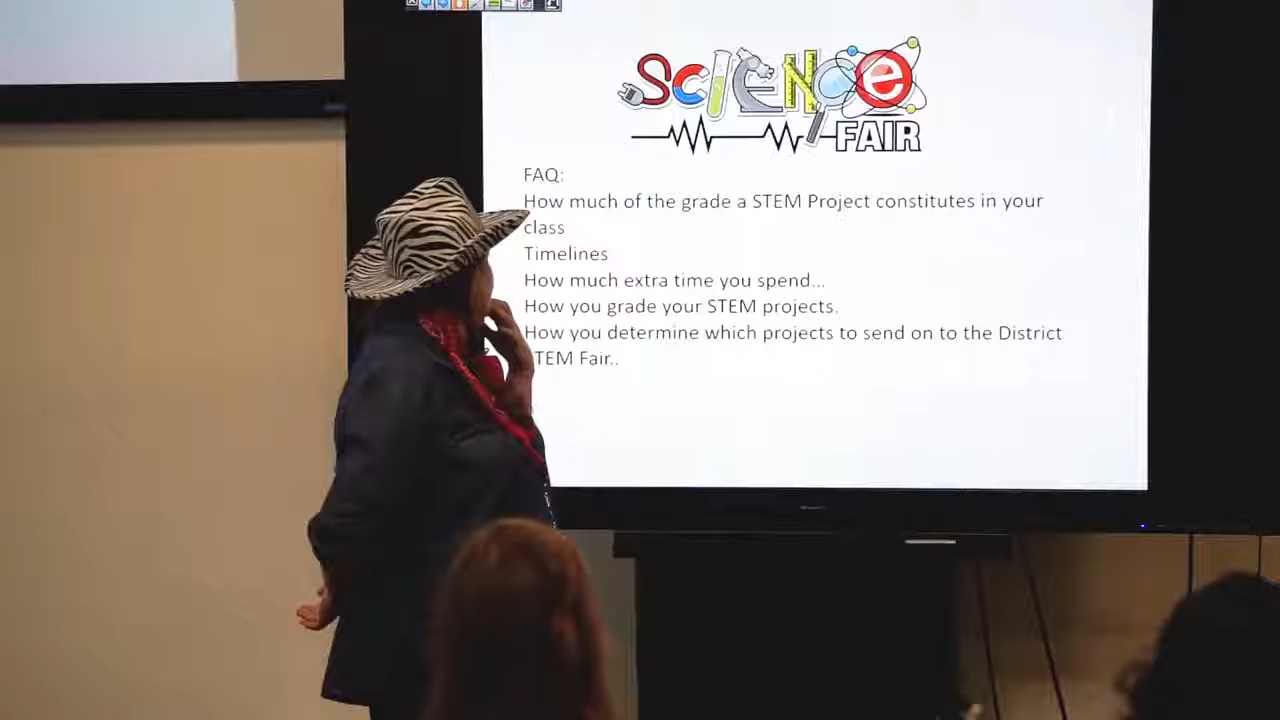 SCIENCe
FAIR
FAQ:
How much of the grade a STEM Project constitutes in your
class
Timelines
How much extra time you spend...
How you grade your STEM projects.
How you determine which projects to send on to the District
TEM Fair..